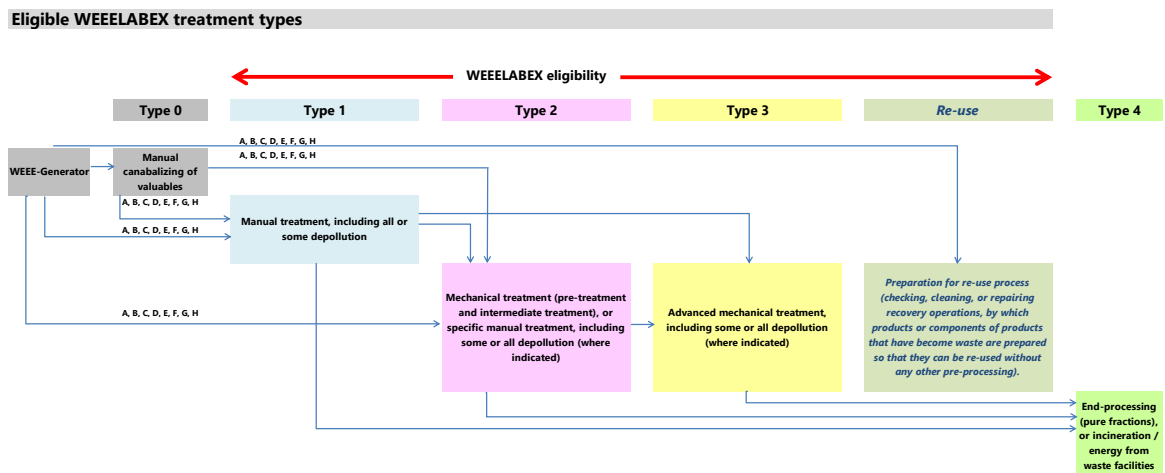 Eligible WEEELABEX treatment types
WEEELABEX eligibility
Type 0
Type 1
Type 2
Type 3
Re-use
Type 4
A, B, C, D, E, F, G, H
A, B, C, D, E, F, G, H
WEEE-Generator
Manual
canabalizing of
valuables
A, B, C, D, E, F, G, H
A, B, C, D, E, F, G, H
Manual treatment, including all or
some depollution
A, B, C, D, E, F, G, H
Mechanical treatment (pre-treatment
and intermediate treatment), or
specific manual treatment, including
some or all depollution (where
indicated)
Advanced mechanical treatment,
including some or all depollution
(where indicated)
Preparation for re-use process
(checking, cleaning, or repairing
recovery operations, by which
products or components of products
that have become waste are prepared
so that they can be re-used without
any other pre-processing).
End-processing
(pure fractions),
or incineration /
energy from
waste facilities